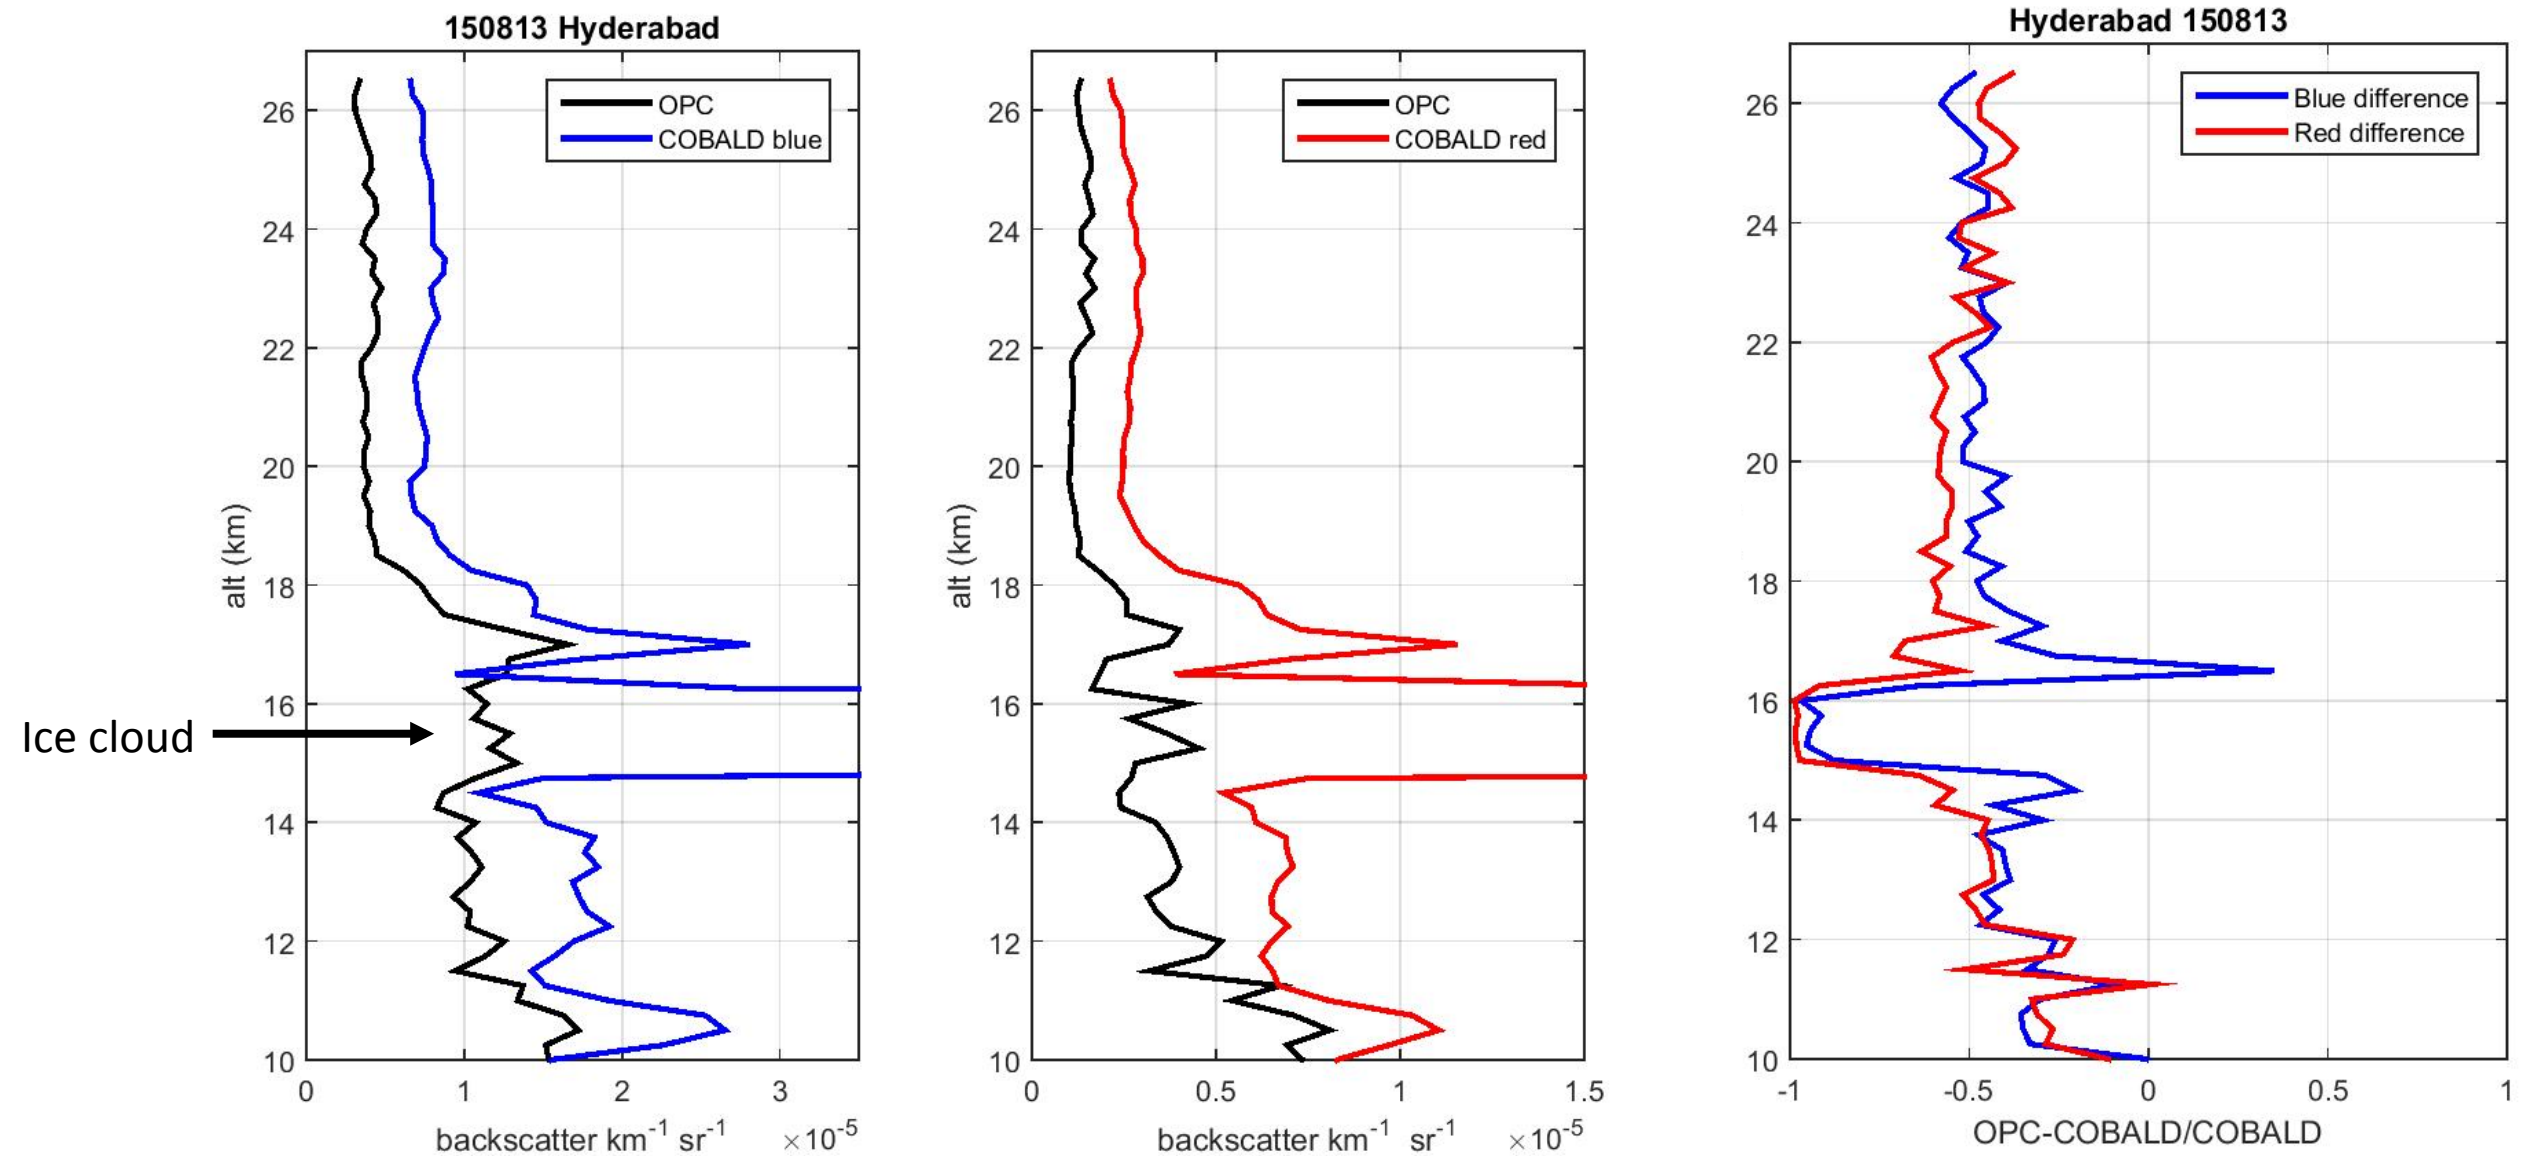 150813 Hyderabad
OPC
COBALD blue
26
24
22
20
18
16
14
12
10
alt (km)
0 1 2 3
backscatter km⁻¹ sr⁻¹ ×10⁻⁵
Ice cloud
OPC
COBALD red
26
24
22
20
18
16
14
12
10
alt (km)
0 0.5 1 1.5
backscatter km⁻¹ sr⁻¹ ×10⁻⁵
Hyderabad 150813
Blue difference
Red difference
26
24
22
20
18
16
14
12
10
-1 -0.5 0 0.5 1
OPC-COBALD/COBALD